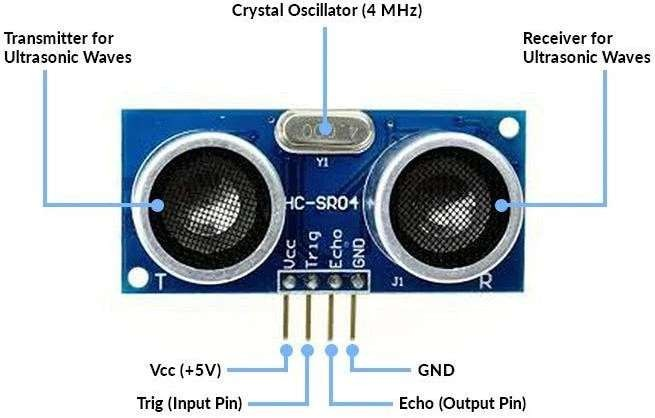 Crystal Oscillator (4 MHz)
Transmitter for
Ultrasonic Waves
Receiver for
Ultrasonic Waves
Y1
HC-SR04
Vcc
Trig
Echo
GND
T
J1
R
Vcc (+5V)
GND
Trig (Input Pin)
Echo (Output Pin)